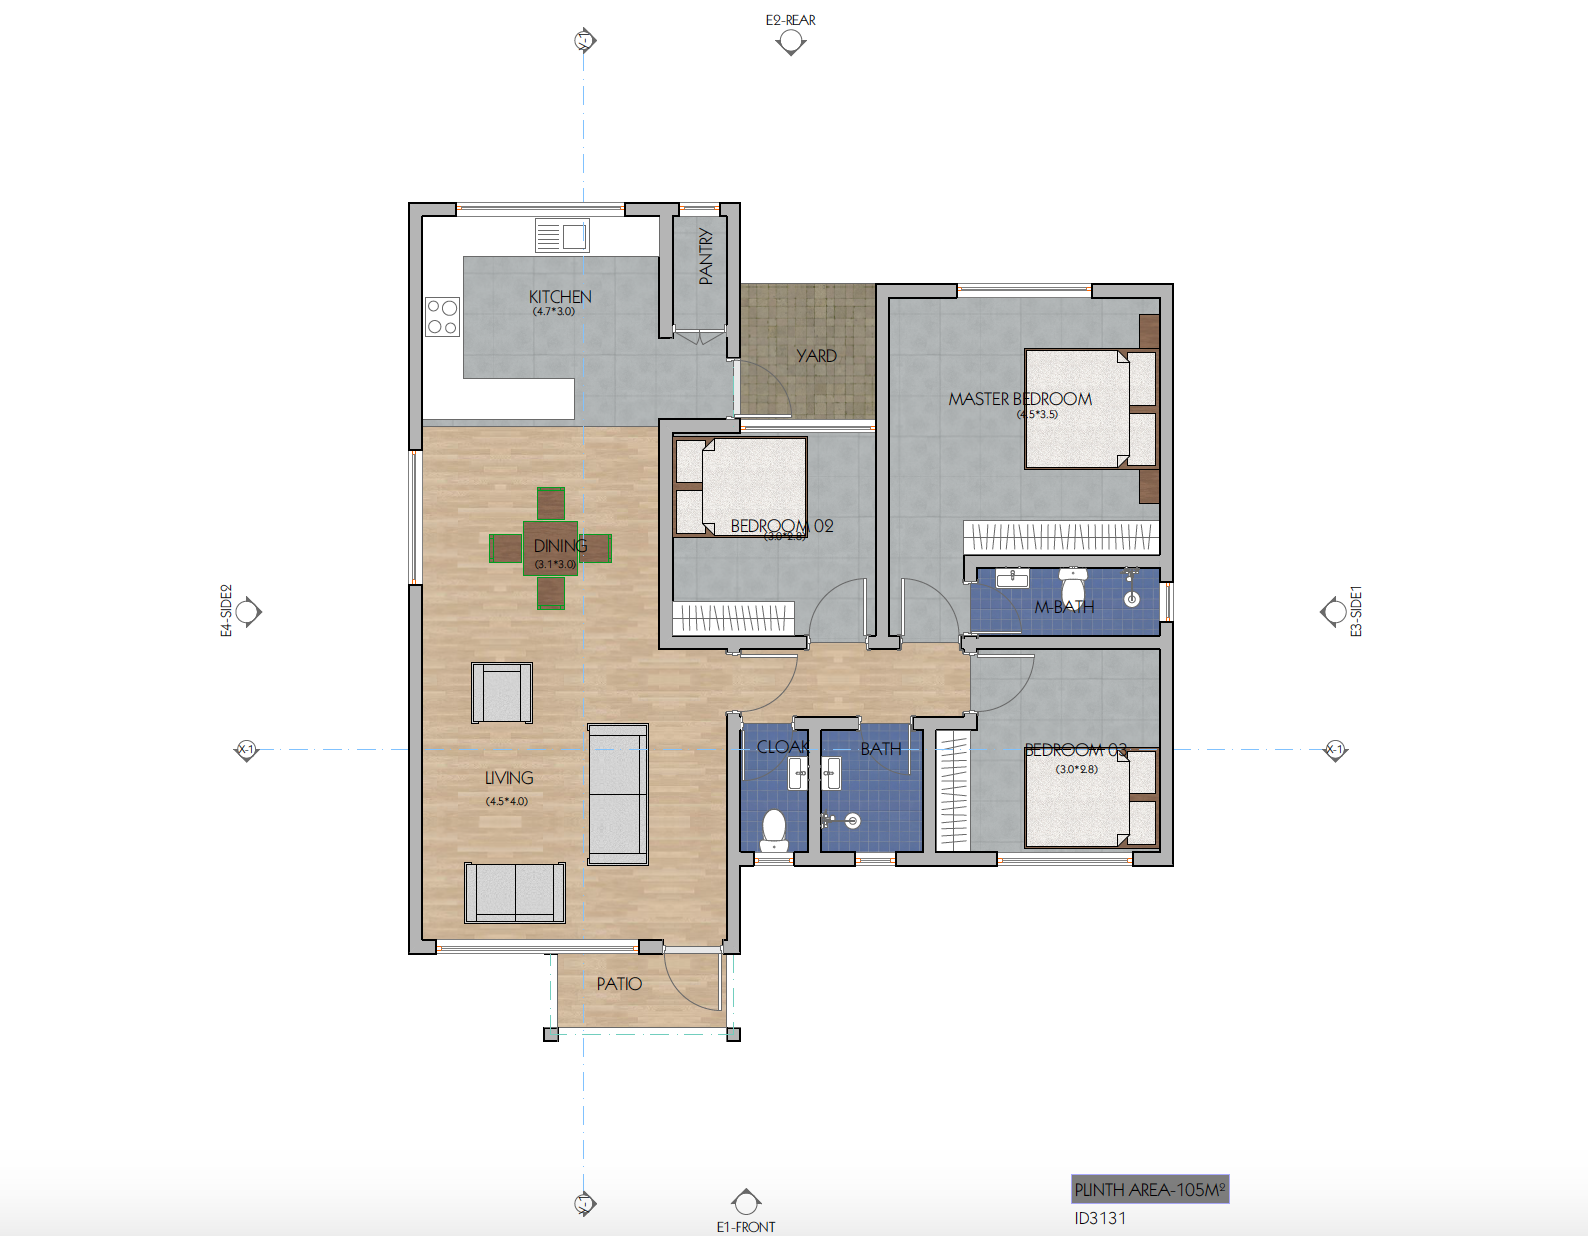 E2-REAR
Y-1
PANTRY
KITCHEN
(4.7*3.0)
YARD
MASTER BEDROOM
(4.5*3.5)
BEDROOM 02
(3.0*2.8)
DINING
(3.1*3.0)
M-BATH
E4-SIDE2
E3-SIDE1
X-1
CLOAK
BATH
BEDROOM 03
(3.0*2.8)
X-1
LIVING
(4.5*4.0)
PATIO
PLINTH AREA-105M²
Y-1
ID3131
E1-FRONT